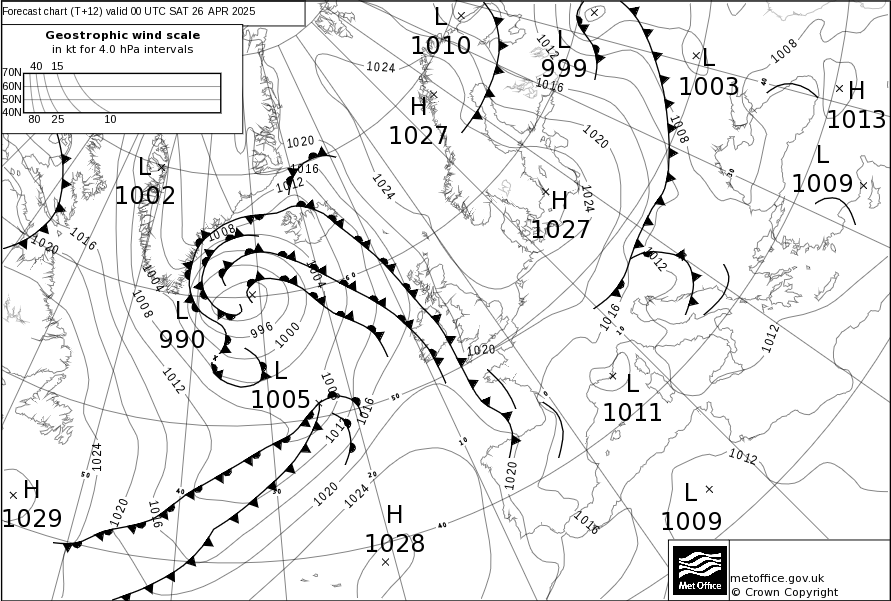 Forecast chart (T+12) valid 00 UTC SAT 26 APR 2025
Geostrophic wind scale
in kt for 4.0 hPa intervals
40 15
70N
60N
50N
40N
80 25 10
L
1010
L
999
L
1003
1008
H
1013
1012
1016
1024
H
1027
1020
1008
L
1009
L
1002
1020
1016
1012
1024
H
1027
1024
1020
1016
1008
1004
1004
1012
1008
L
990
996
1000
1016
1020
1012
L
1005
1012
1016
1012
L
1011
1024
H
1029
1020
1016
1020
1024
H
1028
1020
1016
1012
L
1009
50
40
30
20
10
40
50
60
0
10
30
40
Met Office
metoffice.gov.uk
© Crown Copyright